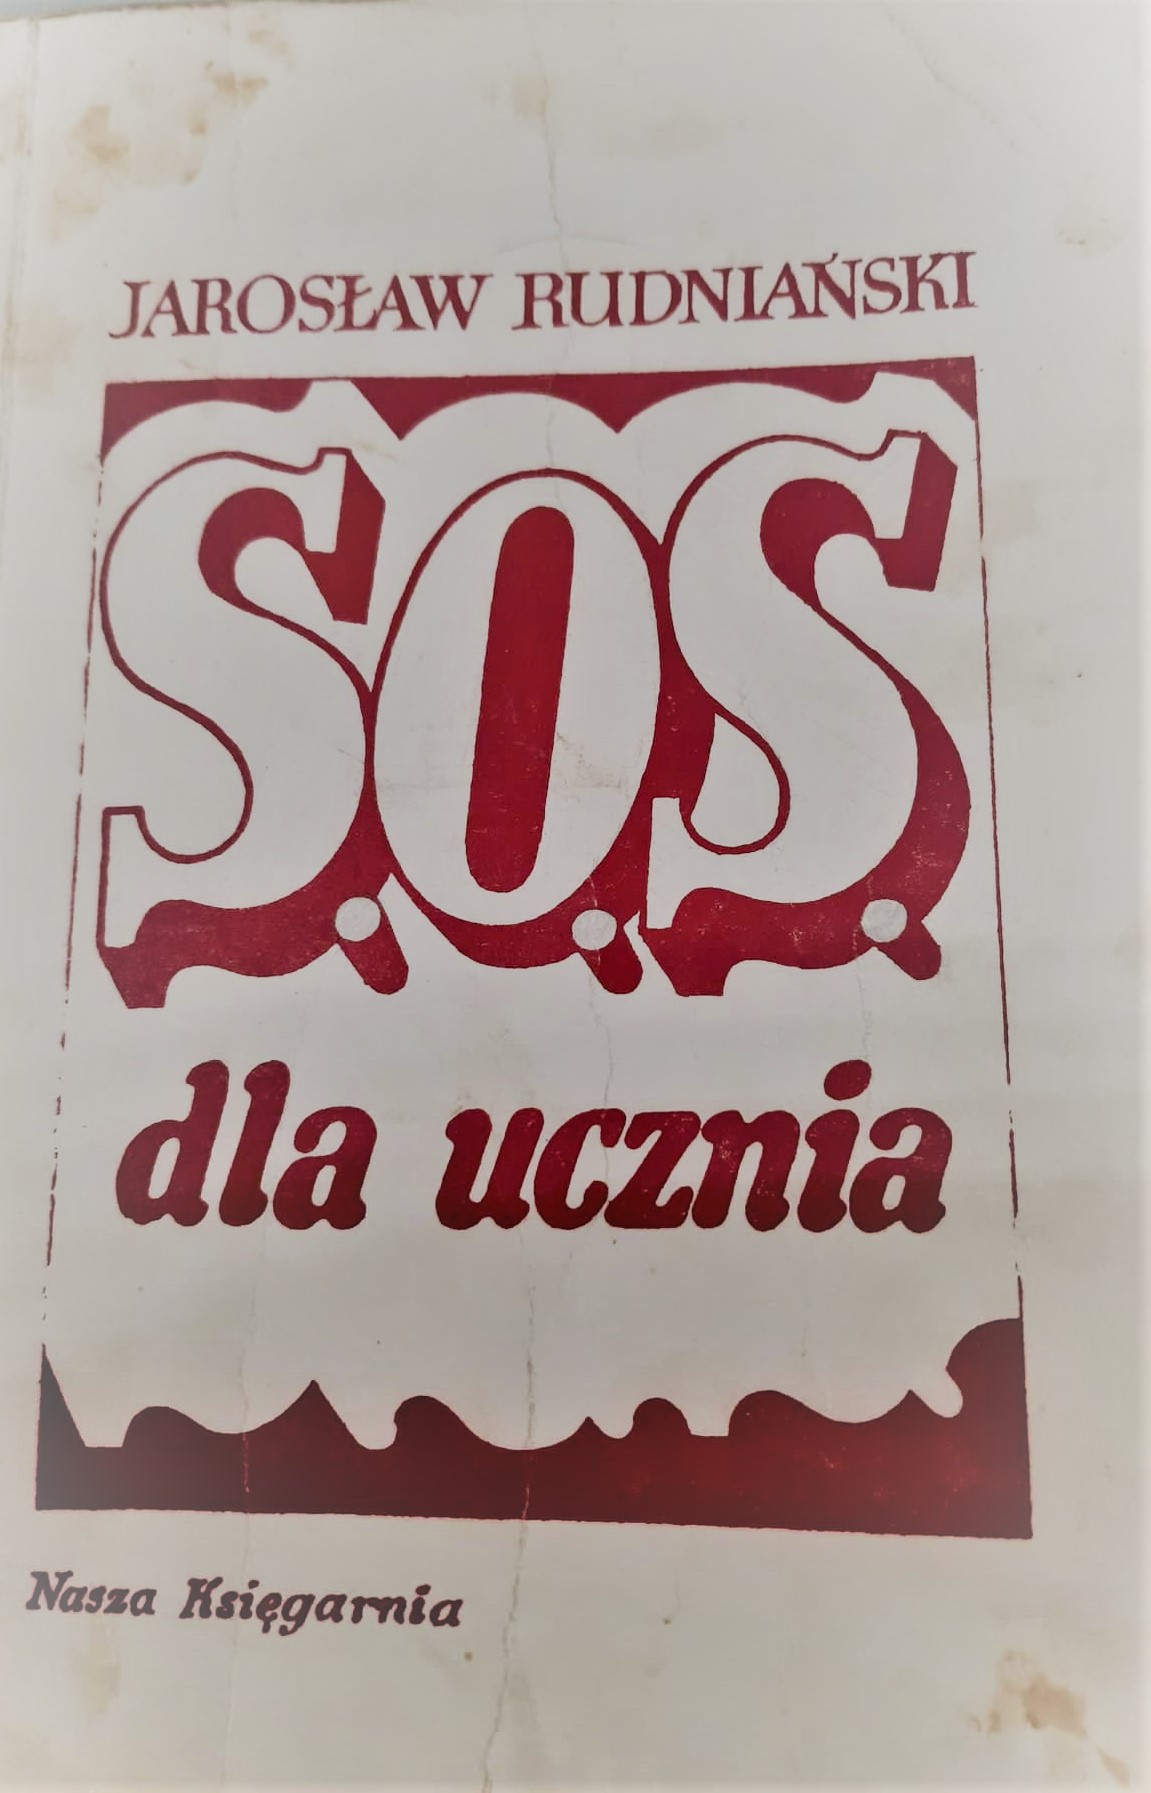 JAROSŁAW RUDNIAŃSKI
S.O.S.
dla ucznia
Nasza Księgarnia